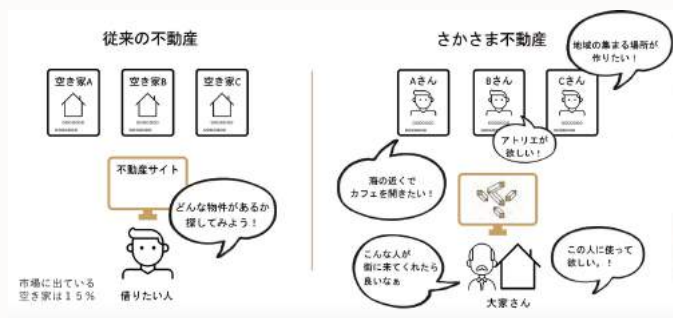 従来の不動産
空き家A
空き家B
空き家C
不動産サイト
どんな物件があるか
探してみよう！
市場に出ている
空き家は15%
借りたい人
さかさま不動産
地域の集まる場所が
作りたい！
Aさん
Bさん
Cさん
アトリエが
欲しい！
海の近くで
カフェを開きたい！
こんな人が
街に来てくれたら
良いなぁ
この人に使って
欲しい。！
大家さん